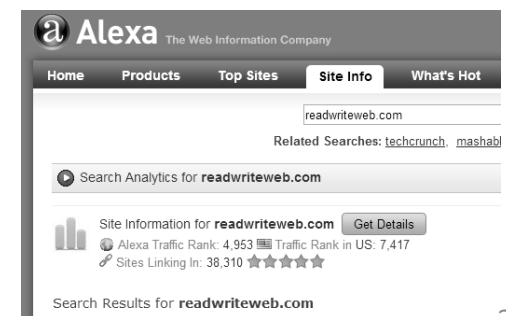 a Alexa The Web Information Company
Home Products Top Sites Site Info What's Hot
readwriteweb.com
Related Searches: techcrunch, mashabl
Search Analytics for readwriteweb.com
Site Information for readwriteweb.com Get Details
Alexa Traffic Rank: 4,953 Traffic Rank in US: 7,417
Sites Linking In: 38,310
Search Results for readwriteweb.com